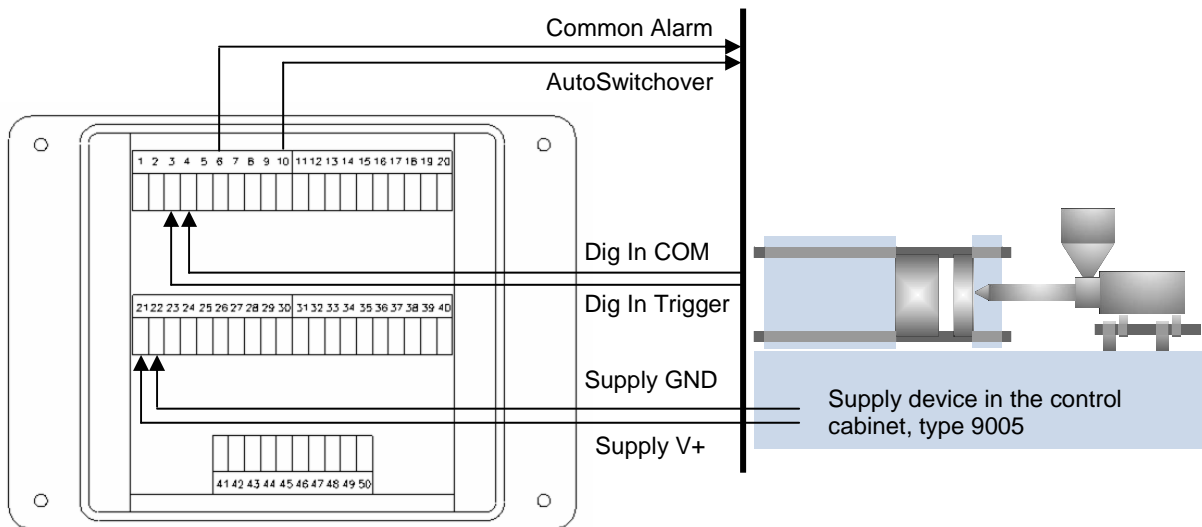 Common Alarm
AutoSwitchover
1 2 3 4 5 6 7 8 9 10 11 12 13 14 15 16 17 18 19 20
Dig In COM
Dig In Trigger
21 22 23 24 25 26 27 28 29 30 31 32 33 34 35 36 37 38 39 40
Supply GND
Supply device in the control
cabinet, type 9005
Supply V+
41 42 43 44 45 46 47 48 49 50